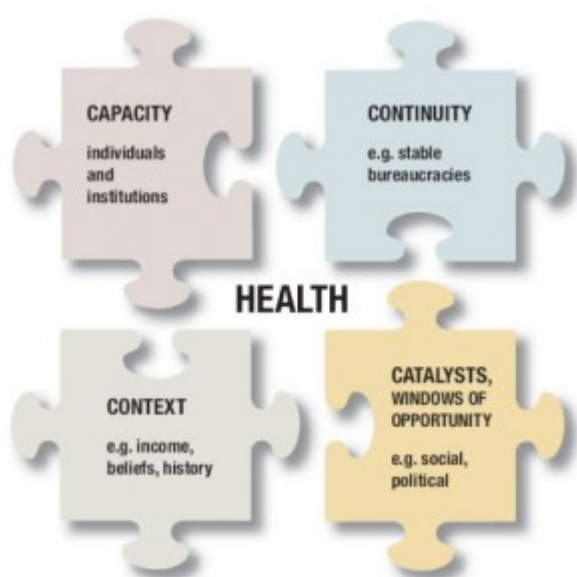 CAPACITY
individuals
and
institutions
CONTINUITY
e.g. stable
bureaucracies
HEALTH
CONTEXT
e.g. income,
beliefs, history
CATALYSTS,
WINDOWS OF
OPPORTUNITY
e.g. social,
political